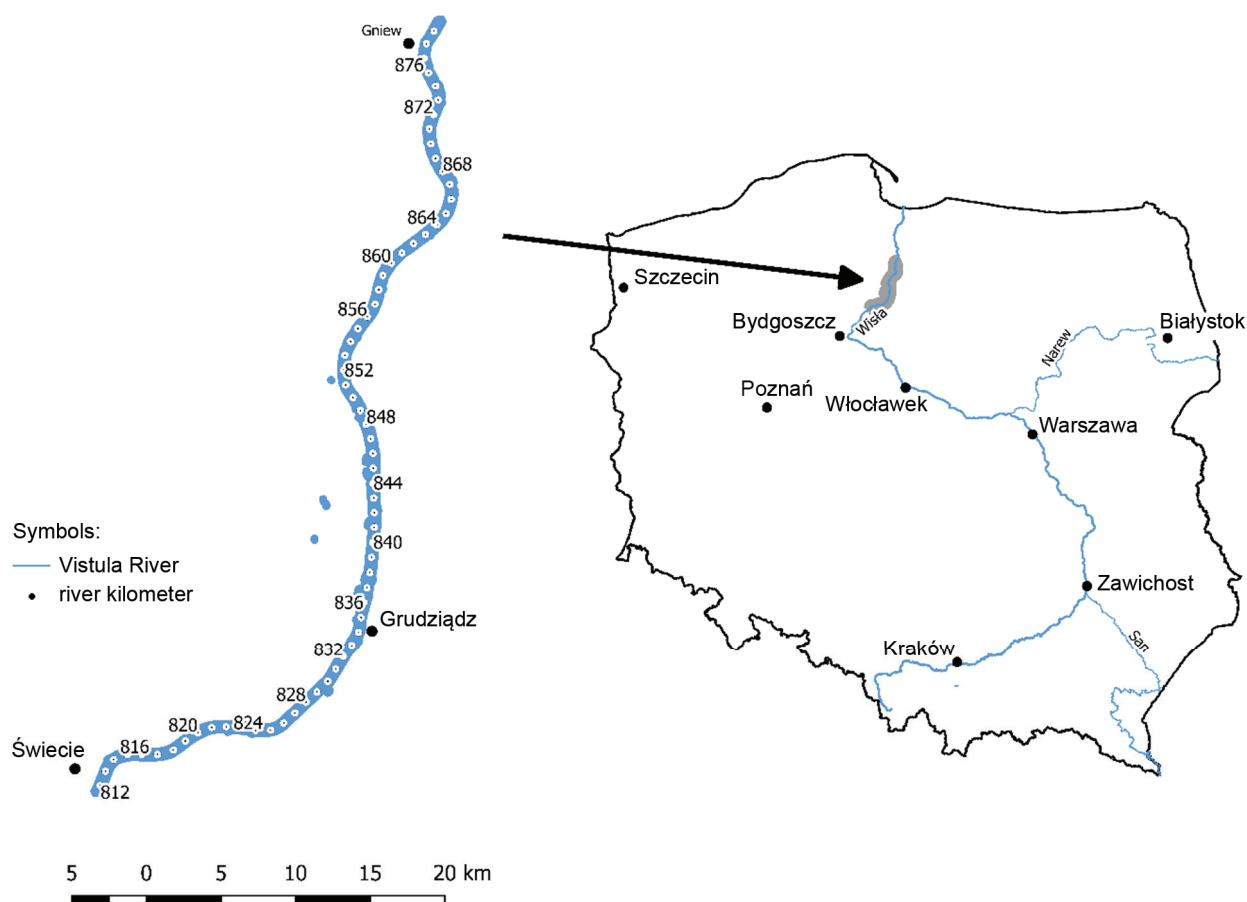 Gniew
876
872
868
864
860
856
852
848
844
840
836
Grudziądz
832
828
824
820
816
Świecie
812
Symbols:
Vistula River
river kilometer
5 0 5 10 15 20 km
Szczecin
Bydgoszcz
Wisła
Białystok
Narew
Poznań
Włocławek
Warszawa
Zawichost
San
Kraków